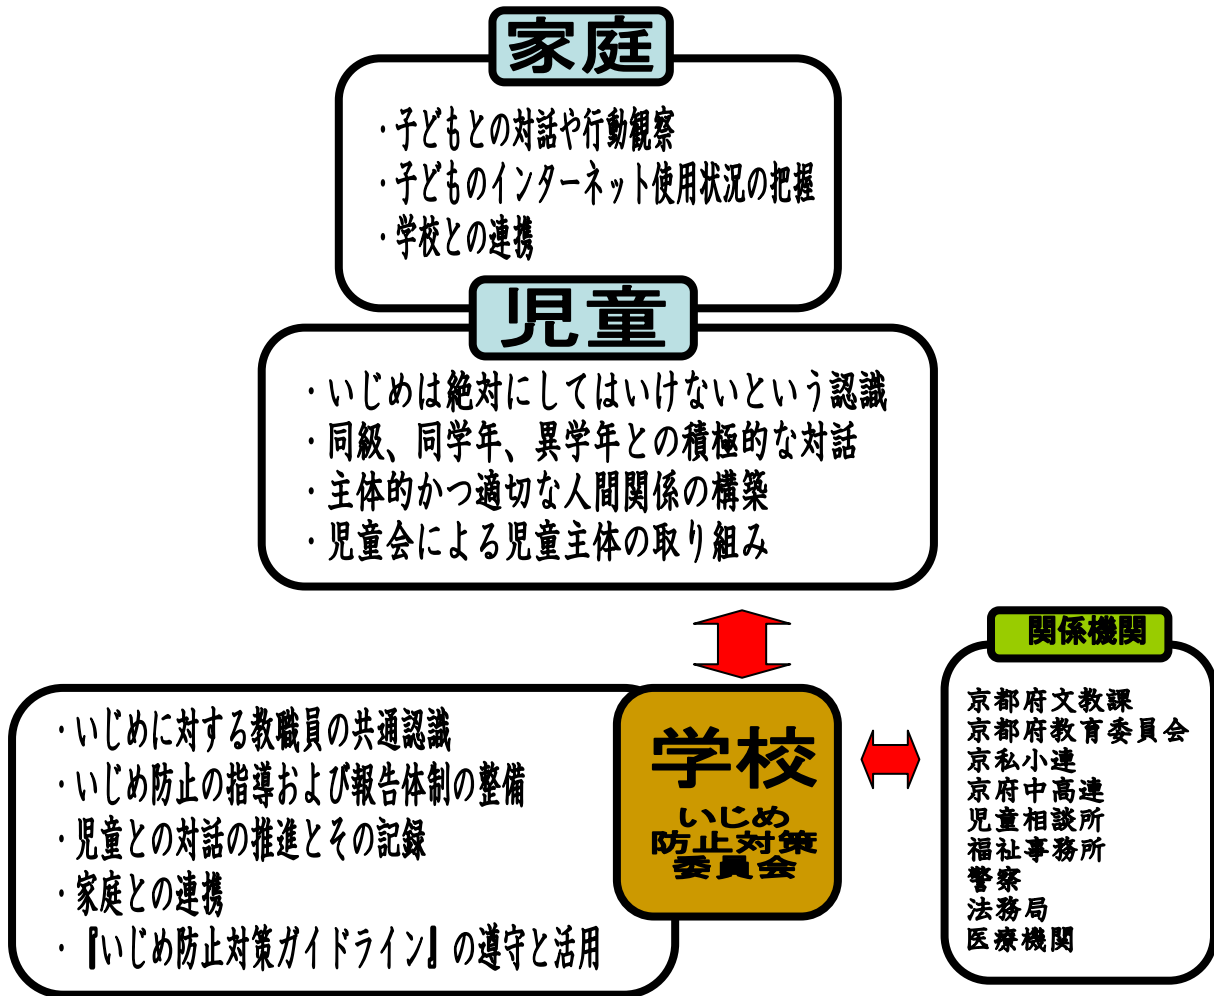 家庭
・子どもとの対話や行動観察
・子どものインターネット使用状況の把握
・学校との連携
児童
・いじめは絶対にしてはいけないという認識
・同級、同学年、異学年との積極的な対話
・主体的かつ適切な人間関係の構築
・児童会による児童主体の取り組み
・いじめに対する教職員の共通認識
・いじめ防止の指導および報告体制の整備
・児童との対話の推進とその記録
・家庭との連携
・『いじめ防止対策ガイドライン』の遵守と活用
学校
いじめ
防止対策
委員会
関係機関
京都府文教課
京都府教育委員会
京私小連
京府中高連
児童相談所
福祉事務所
警察
法務局
医療機関